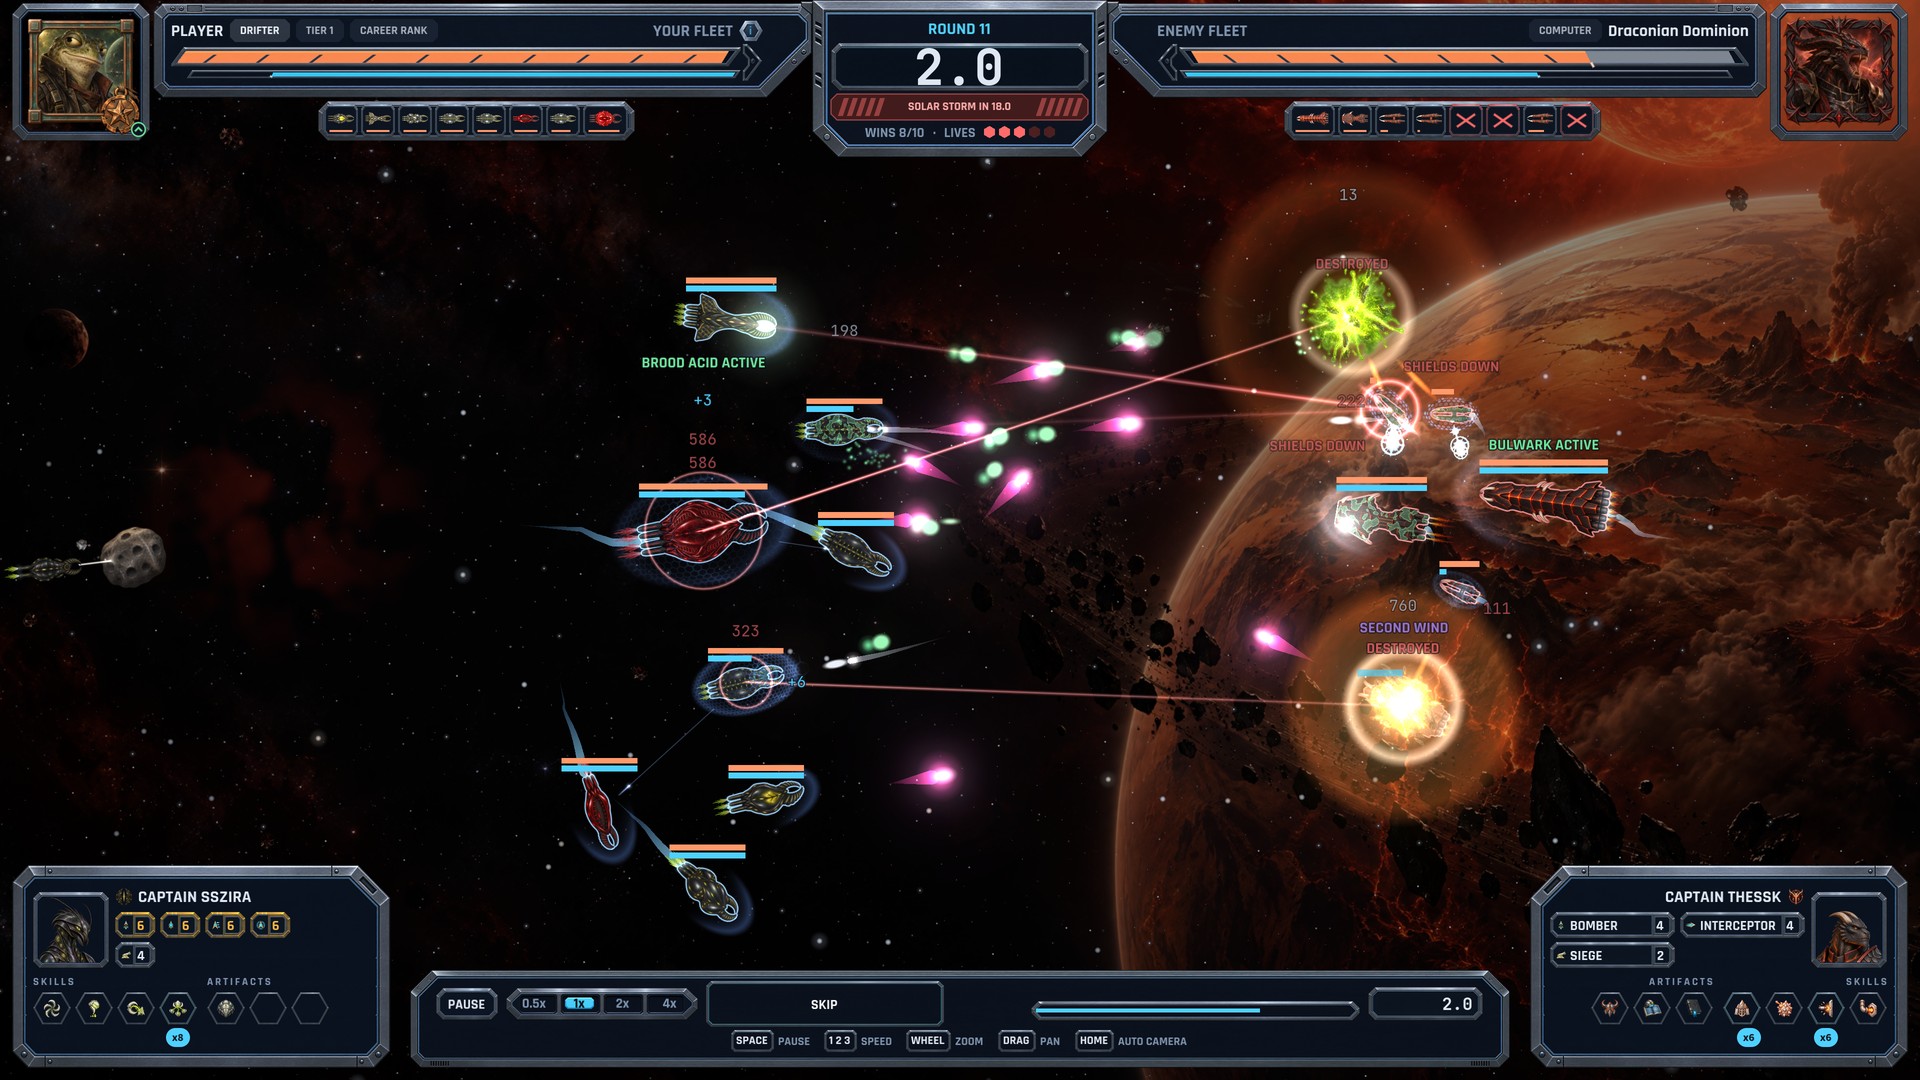 PLAYER DRIFTER TIER 1 CAREER RANK YOUR FLEET
ROUND 11
2.0
SOLAR STORM IN 18.0
WINS 8/10 · LIVES
ENEMY FLEET COMPUTER Draconian Dominion
13
DESTROYED
198
BROOD ACID ACTIVE
SHIELDS DOWN
+3
SHIELDS DOWN
BULWARK ACTIVE
586
586
760
111
SECOND WIND
DESTROYED
323
+6
CAPTAIN SSZIRA
6 6 6 6
4
SKILLS ARTIFACTS
x8
PAUSE 0.5x 1x 2x 4x SKIP 2.0
SPACE PAUSE 1 2 3 SPEED WHEEL ZOOM DRAG PAN HOME AUTO CAMERA
CAPTAIN THESSK
BOMBER 4 INTERCEPTOR 4
SIEGE 2
ARTIFACTS SKILLS
x6 x6